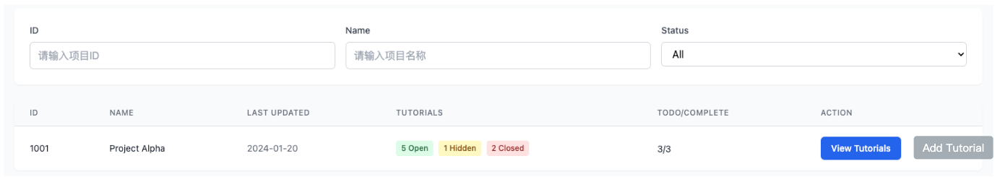 ID Name Status
请输入项目ID 请输入项目名称 All
ID NAME LAST UPDATED TUTORIALS TODO/COMPLETE ACTION
1001 Project Alpha 2024-01-20 5 Open 1 Hidden 2 Closed 3/3 View Tutorials Add Tutorial